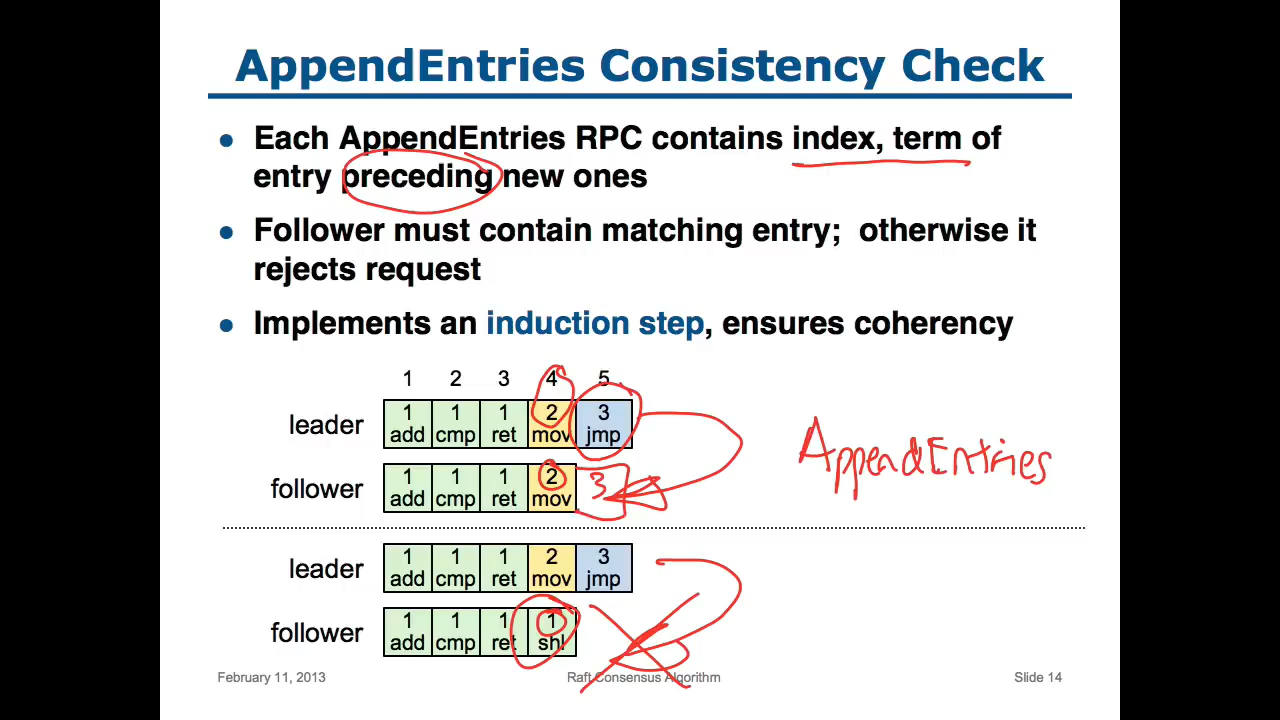 AppendEntries Consistency Check
• Each AppendEntries RPC contains index, term of
entry preceding new ones
• Follower must contain matching entry;  otherwise it
rejects request
• Implements an induction step, ensures coherency
1 2 3 4 5
leader
1 1 1 2 3
add cmp ret mov jmp
follower
1 1 1 2 3
add cmp ret mov
AppendEntries
leader
1 1 1 2 3
add cmp ret mov jmp
follower
1 1 1 1
add cmp ret shl
February 11, 2013
Raft Consensus Algorithm
Slide 14